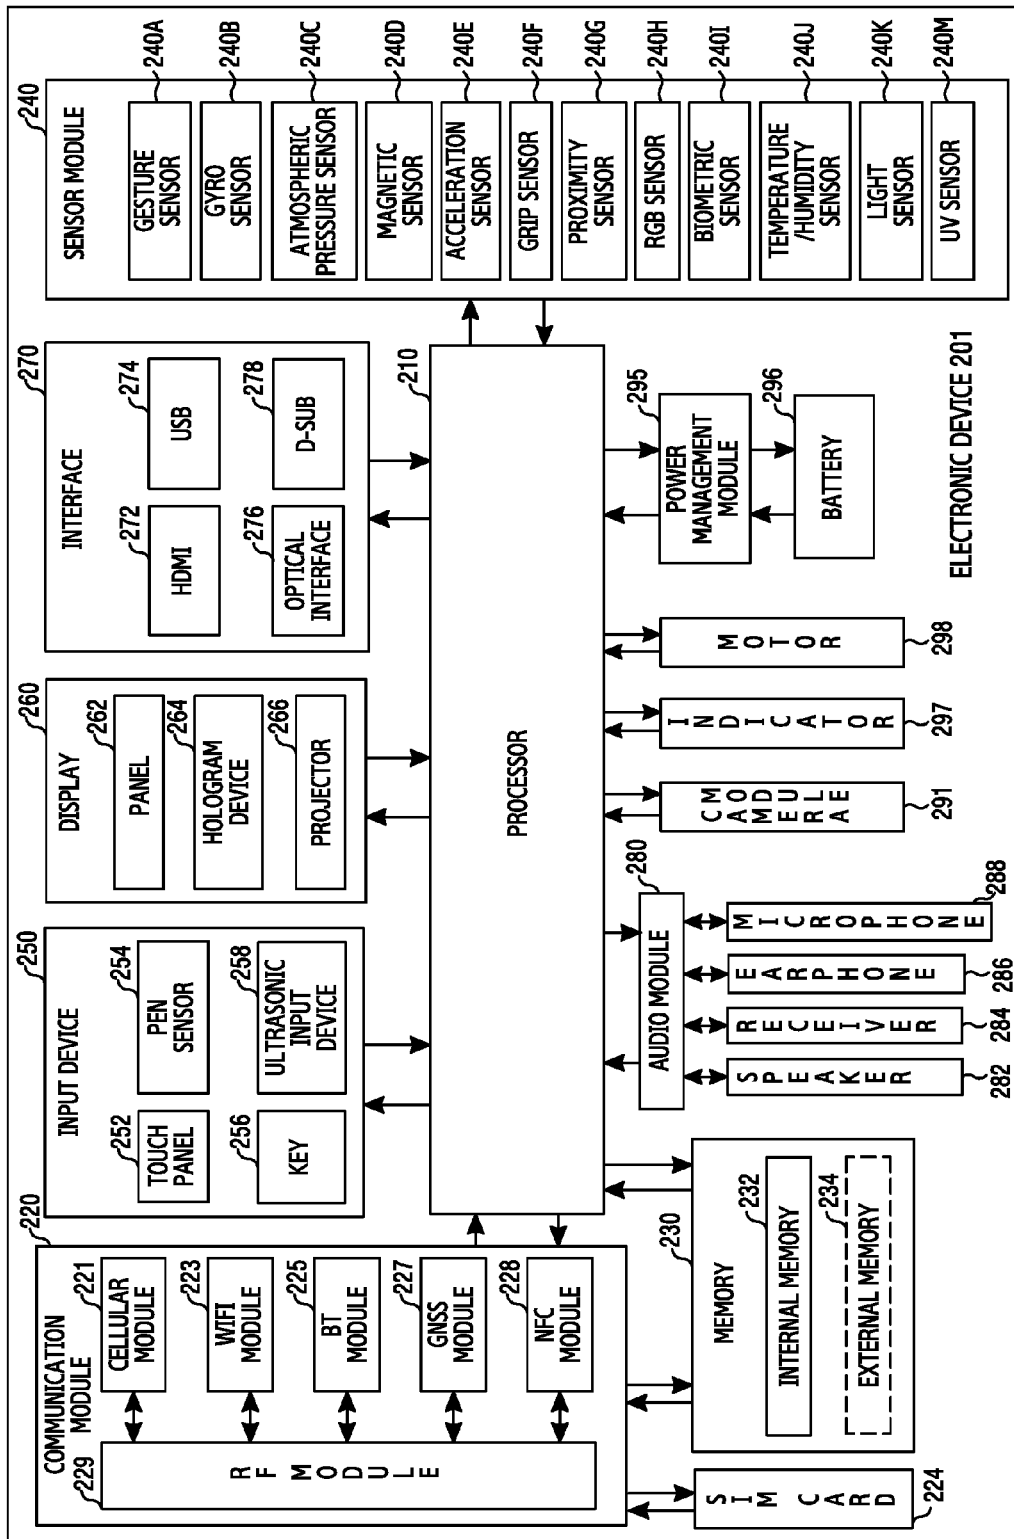 COMMUNICATION
MODULE
220
229
RF MODULE
221
CELLULAR
MODULE
223
WIFI
MODULE
225
BT
MODULE
227
GNSS
MODULE
228
NFC
MODULE
SIM CARD
224
INPUT DEVICE
250
252
TOUCH
PANEL
254
PEN
SENSOR
256
KEY
258
ULTRASONIC
INPUT
DEVICE
DISPLAY
260
262
PANEL
264
HOLOGRAM
DEVICE
266
PROJECTOR
INTERFACE
270
272
HDMI
274
USB
276
OPTICAL
INTERFACE
278
D-SUB
SENSOR MODULE
240
GESTURE
SENSOR
240A
GYRO
SENSOR
240B
ATMOSPHERIC
PRESSURE SENSOR
240C
MAGNETIC
SENSOR
240D
ACCELERATION
SENSOR
240E
GRIP SENSOR
240F
PROXIMITY
SENSOR
240G
RGB SENSOR
240H
BIOMETRIC
SENSOR
240I
TEMPERATURE
/HUMIDITY
SENSOR
240J
LIGHT
SENSOR
240K
UV SENSOR
240M
PROCESSOR
210
230
MEMORY
232
INTERNAL MEMORY
234
EXTERNAL MEMORY
280
AUDIO MODULE
SPEAKER
282
RECEIVER
284
EARPHONE
286
MICROPHONE
288
CAMERA
MODULE
291
INDICATOR
297
MOTOR
298
295
POWER
MANAGEMENT
MODULE
296
BATTERY
ELECTRONIC DEVICE 201